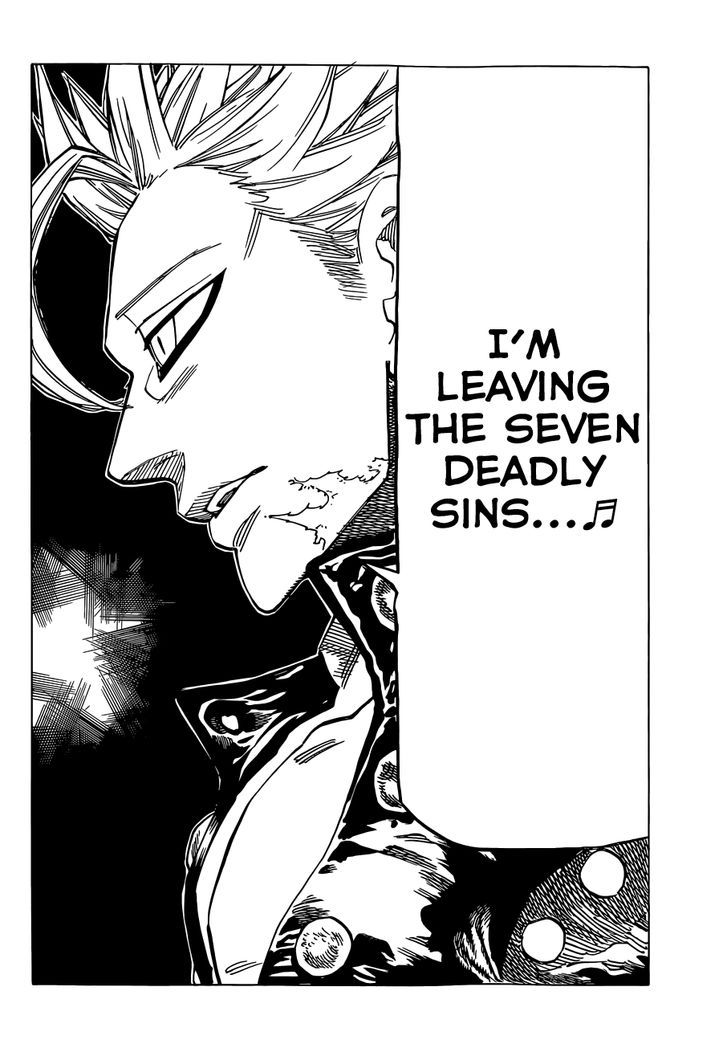 I'M
LEAVING
THE SEVEN
DEADLY
SINS...♬